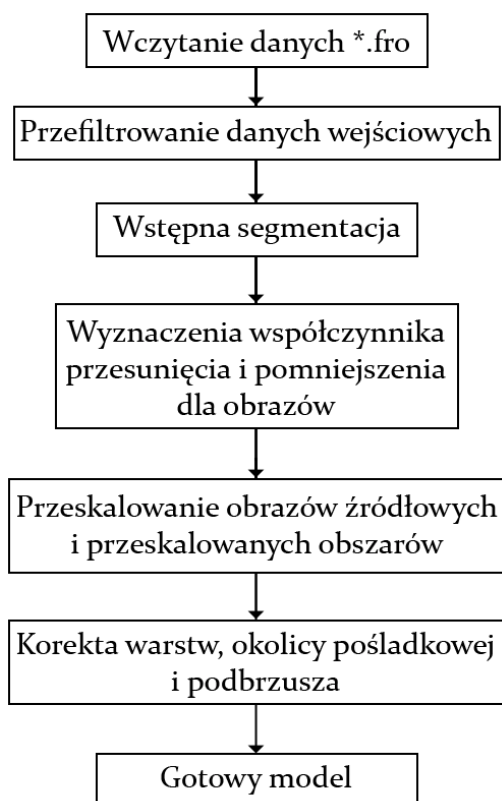 Wczytanie danych *.fro
Przefiltrowanie danych wejściowych
Wstępna segmentacja
Wyznaczenia współczynnika
przesunięcia i pomniejszenia
dla obrazów
Przeskalowanie obrazów źródłowych
i przeskalowanych obszarów
Korekta warstw, okolicy pośladkowej
i podbrzusza
Gotowy model